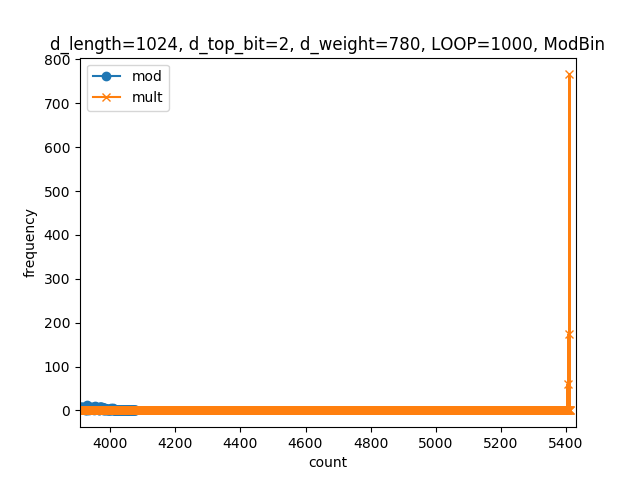 d_length=1024, d_top_bit=2, d_weight=780, LOOP=1000, ModBin
mod
mult
frequency
800
700
600
500
400
300
200
100
0
4000 4200 4400 4600 4800 5000 5200 5400
count